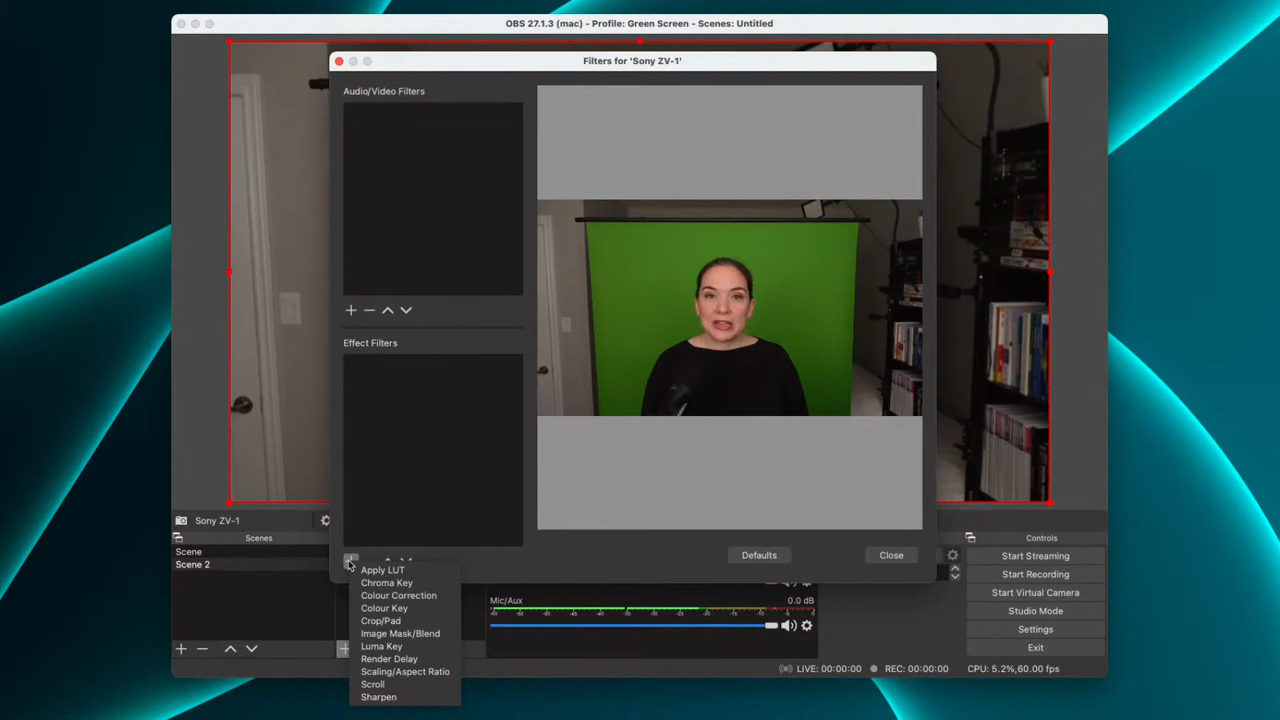 OBS 27.1.3 (mac) - Profile: Green Screen - Scenes: Untitled
Filters for 'Sony ZV-1'
Audio/Video Filters
Effect Filters
Defaults
Close
Apply LUT
Chroma Key
Colour Correction
Colour Key
Crop/Pad
Image Mask/Blend
Luma Key
Render Delay
Scaling/Aspect Ratio
Scroll
Sharpen
Sony ZV-1
Scenes
Scene
Scene 2
Mic/Aux
0.0 dB
Controls
Start Streaming
Start Recording
Start Virtual Camera
Studio Mode
Settings
Exit
LIVE: 00:00:00
REC: 00:00:00
CPU: 5.2%,60.00 fps